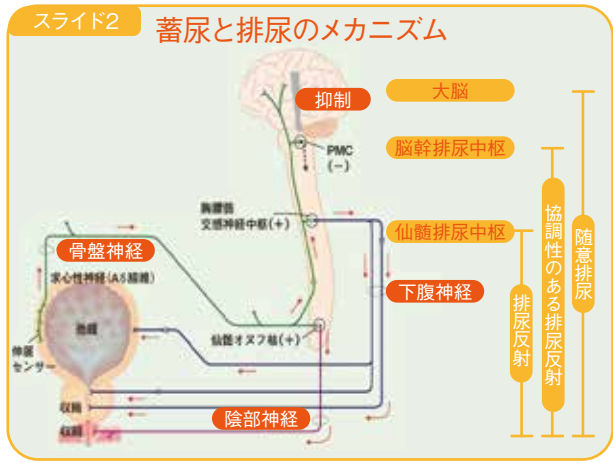 スライド2
蓄尿と排尿のメカニズム
抑制
大脳
PMC
(−)
脳幹排尿中枢
胸腰髄
交感神経中枢(+)
仙髄排尿中枢
骨盤神経
求心性神経(Aδ線維)
下腹神経
膀胱
伸展
センサー
仙髄オヌフ核(+)
収縮
収縮
陰部神経
排尿反射
協調性のある排尿反射
随意排尿